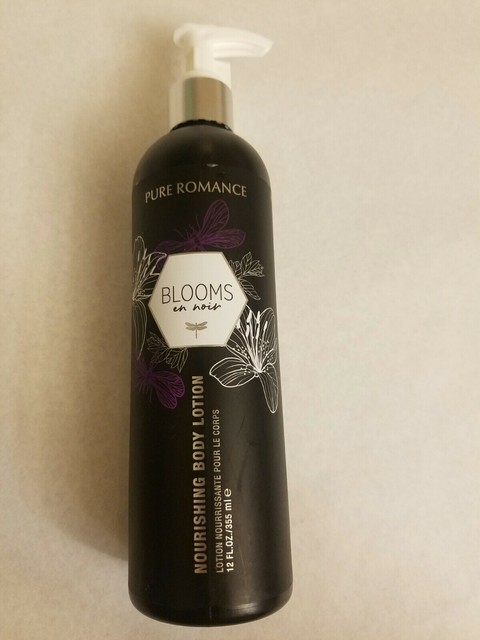 PURE ROMANCE
BLOOMS
en noir
NOURISHING BODY LOTION
LOTION NOURRISSANTE POUR LE CORPS
12 FL.OZ./355 ml ℮